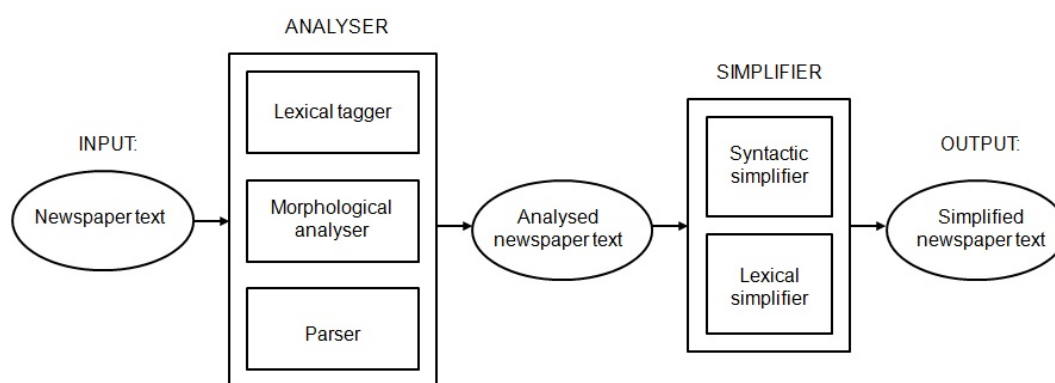 INPUT:
Newspaper text
ANALYSER
Lexical tagger
Morphological
analyser
Parser
Analysed
newspaper text
SIMPLIFIER
Syntactic
simplifier
Lexical
simplifier
OUTPUT:
Simplified
newspaper text